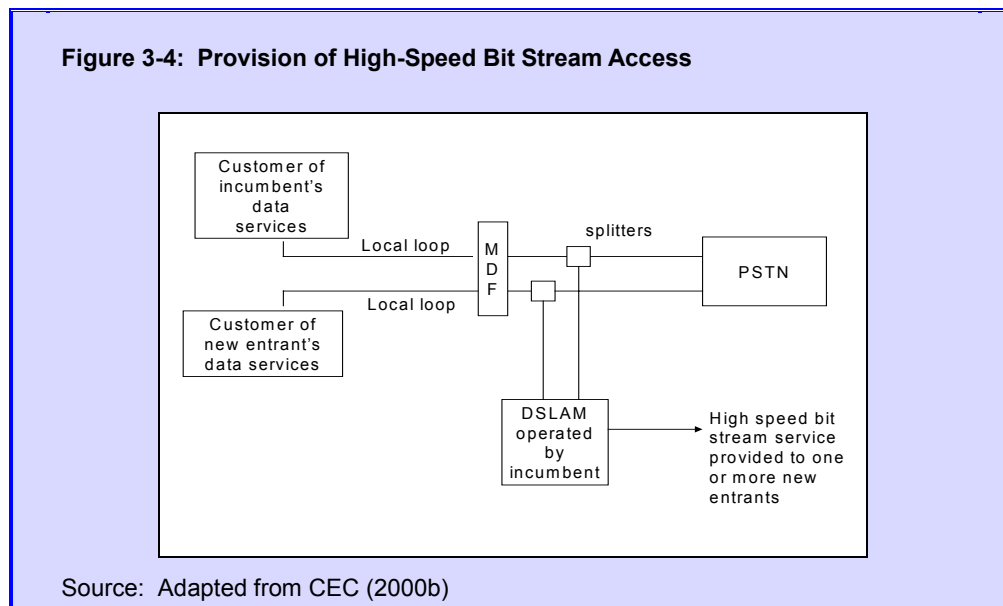 Figure 3-4: Provision of High-Speed Bit Stream Access
Customer of
incumbent's
data
services
Local loop
M
D
F
splitters
PSTN
Local loop
Customer of
new entrant's
data services
DSLAM
operated
by
incumbent
High speed bit
stream service
provided to one
or more new
entrants
Source: Adapted from CEC (2000b)